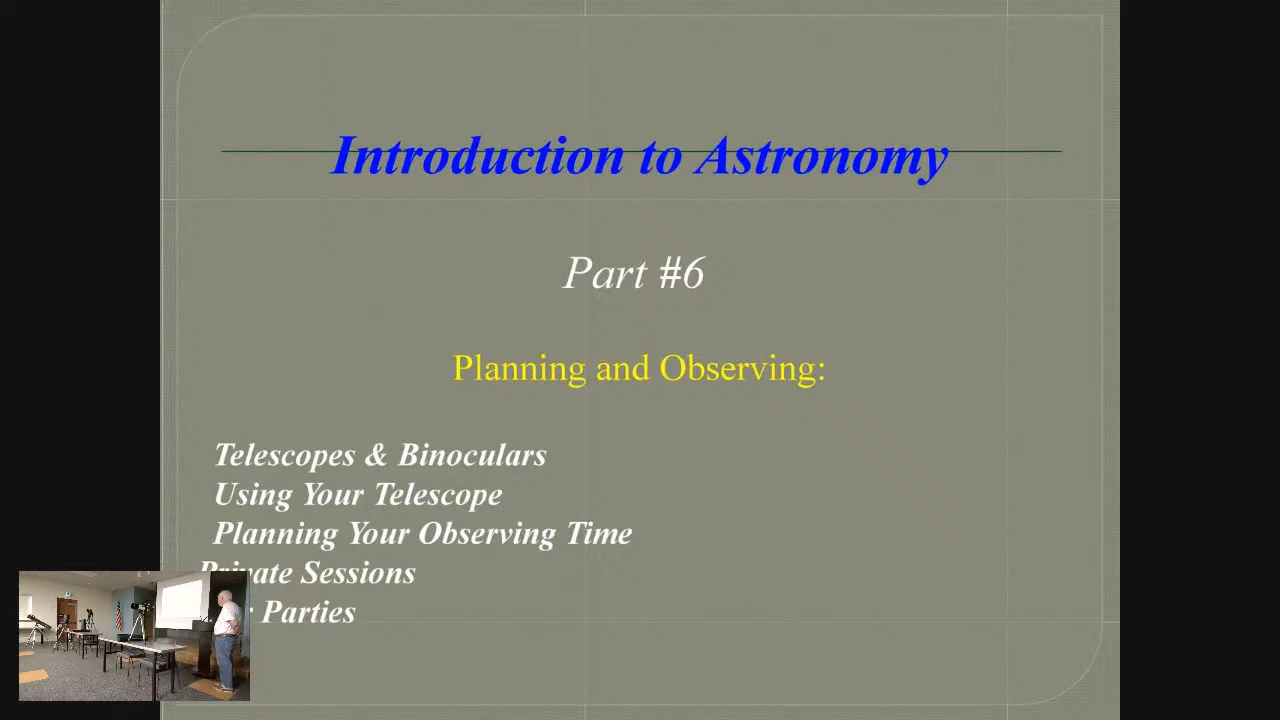 Introduction to Astronomy
Part #6
Planning and Observing:
Telescopes & Binoculars
Using Your Telescope
Planning Your Observing Time
Private Sessions
Parties